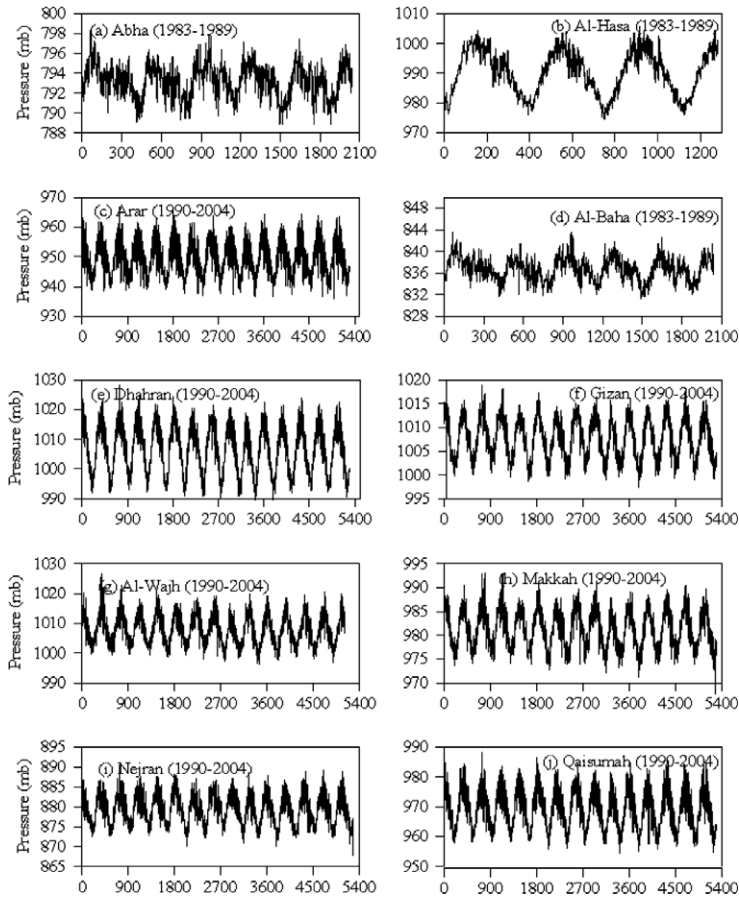 Pressure (mb)
800
798
796
794
792
790
788
(a) Abha (1983-1989)
0 300 600 900 1200 1500 1800 2100
1010
1000
990
980
970
(b) Al-Hasa (1983-1989)
0 200 400 600 800 1000 1200
Pressure (mb)
970
960
950
940
930
(c) Arar (1990-2004)
0 900 1800 2700 3600 4500 5400
848
844
840
836
832
828
(d) Al-Baha (1983-1989)
0 300 600 900 1200 1500 1800 2100
Pressure (mb)
1030
1020
1010
1000
990
(e) Dhahran (1990-2004)
0 900 1800 2700 3600 4500 5400
1020
1015
1010
1005
1000
995
(f) Gizan (1990-2004)
0 900 1800 2700 3600 4500 5400
Pressure (mb)
1030
1020
1010
1000
990
(g) Al-Wajh (1990-2004)
0 900 1800 2700 3600 4500 5400
995
990
985
980
975
970
(h) Makkah (1990-2004)
0 900 1800 2700 3600 4500 5400
Pressure (mb)
895
890
885
880
875
870
865
(i) Nejran (1990-2004)
0 900 1800 2700 3600 4500 5400
990
980
970
960
950
(j) Qaisumah (1990-2004)
0 900 1800 2700 3600 4500 5400